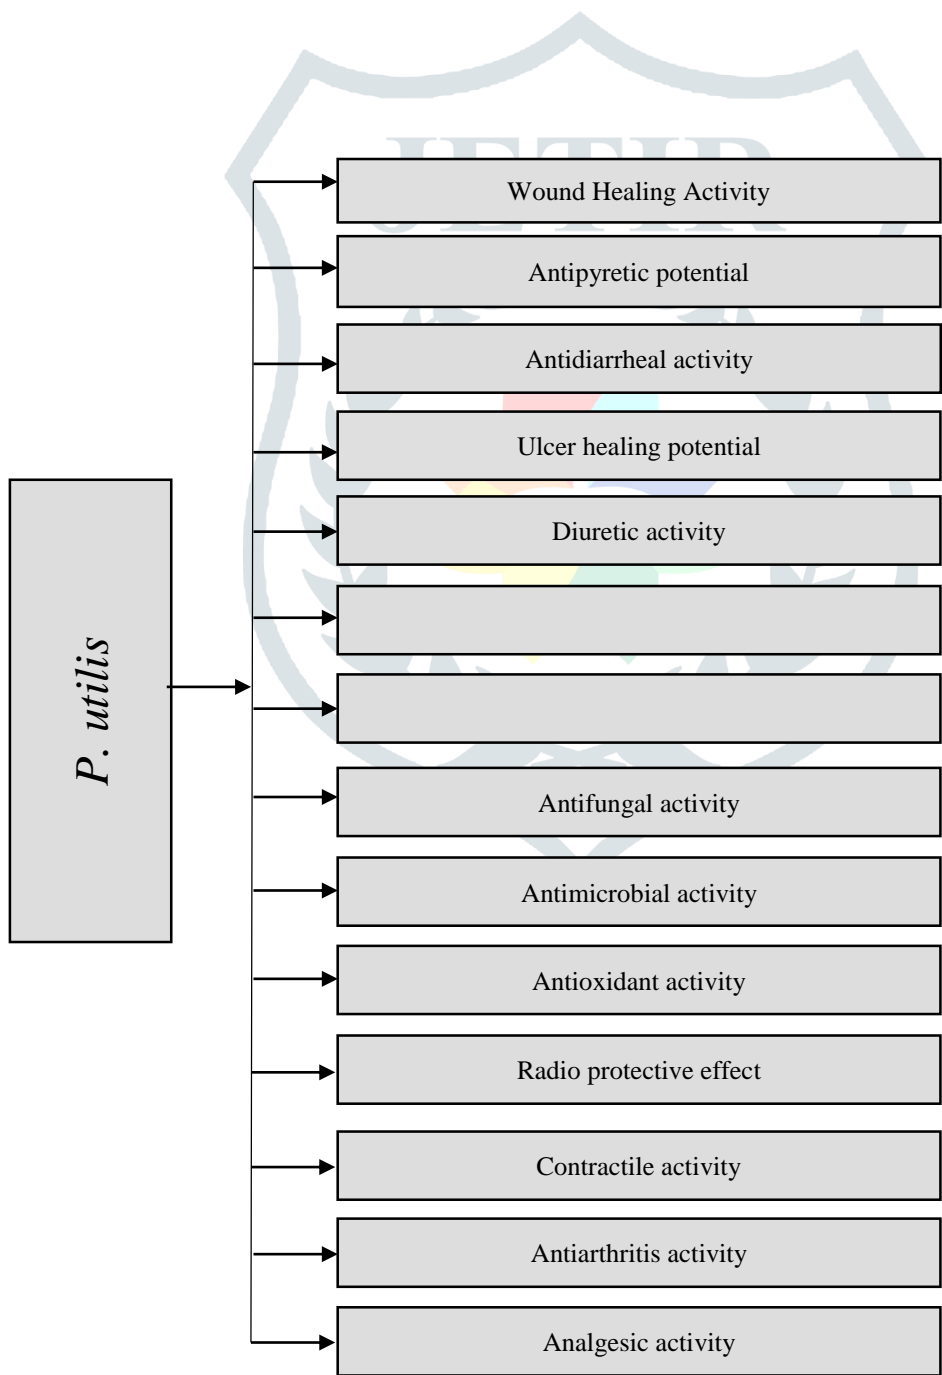 JETIR
Wound Healing Activity
Antipyretic potential
Antidiarrheal activity
Ulcer healing potential
Diuretic activity
P. utilis
Antifungal activity
Antimicrobial activity
Antioxidant activity
Radio protective effect
Contractile activity
Antiarthritis activity
Analgesic activity